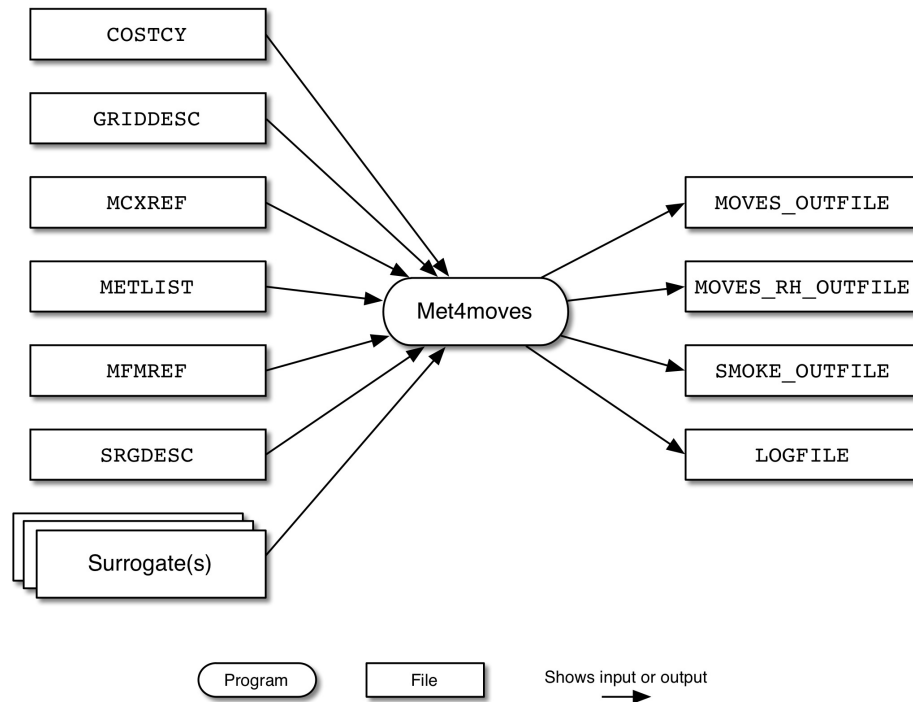 COSTCY
GRIDDESC
MCXREF
METLIST
MFMREF
SRGDESC
Surrogate(s)
Met4moves
MOVES_OUTFILE
MOVES_RH_OUTFILE
SMOKE_OUTFILE
LOGFILE
Program
File
Shows input or output